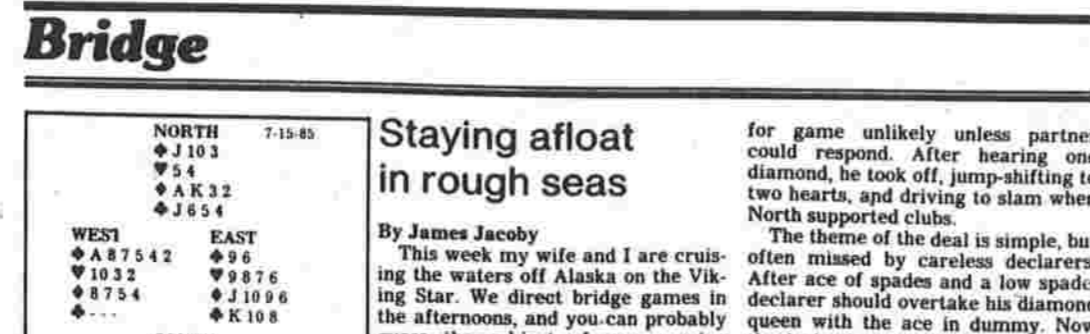 Bridge
NORTH 7-15-85
♠ J 10 3
♥ 5 4
♦ A K 3 2
♣ J 6 5 4
WEST EAST
♠ A 8 7 5 4 2 ♠ 9 6
♥ 10 3 2 ♥ 9 8 7 6
♦ 8 7 5 4 ♦ J 10 9 6
♣ - - - ♣ K 10 8
Staying afloat
in rough seas
By James Jacoby
This week my wife and I are cruis-
ing the waters off Alaska on the Vik-
ing Star. We direct bridge games in
the afternoons, and you can probably
for game unlikely unless partner
could respond. After hearing one
diamond, he took off, jump-shifting to
two hearts, and driving to slam when
North supported clubs.
The theme of the deal is simple, but
often missed by careless declarers.
After ace of spades and a low spade
declarer should overtake his diamond
queen with the ace in dummy.